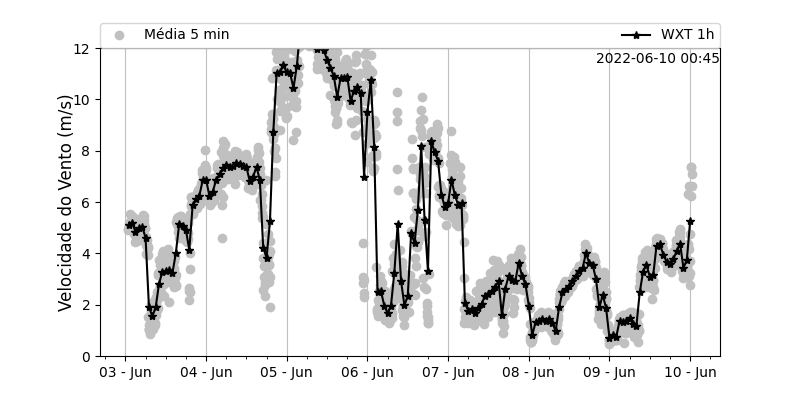 Média 5 min WXT 1h
2022-06-10 00:45
Velocidade do Vento (m/s)
12
10
8
6
4
2
0
03 - Jun 04 - Jun 05 - Jun 06 - Jun 07 - Jun 08 - Jun 09 - Jun 10 - Jun